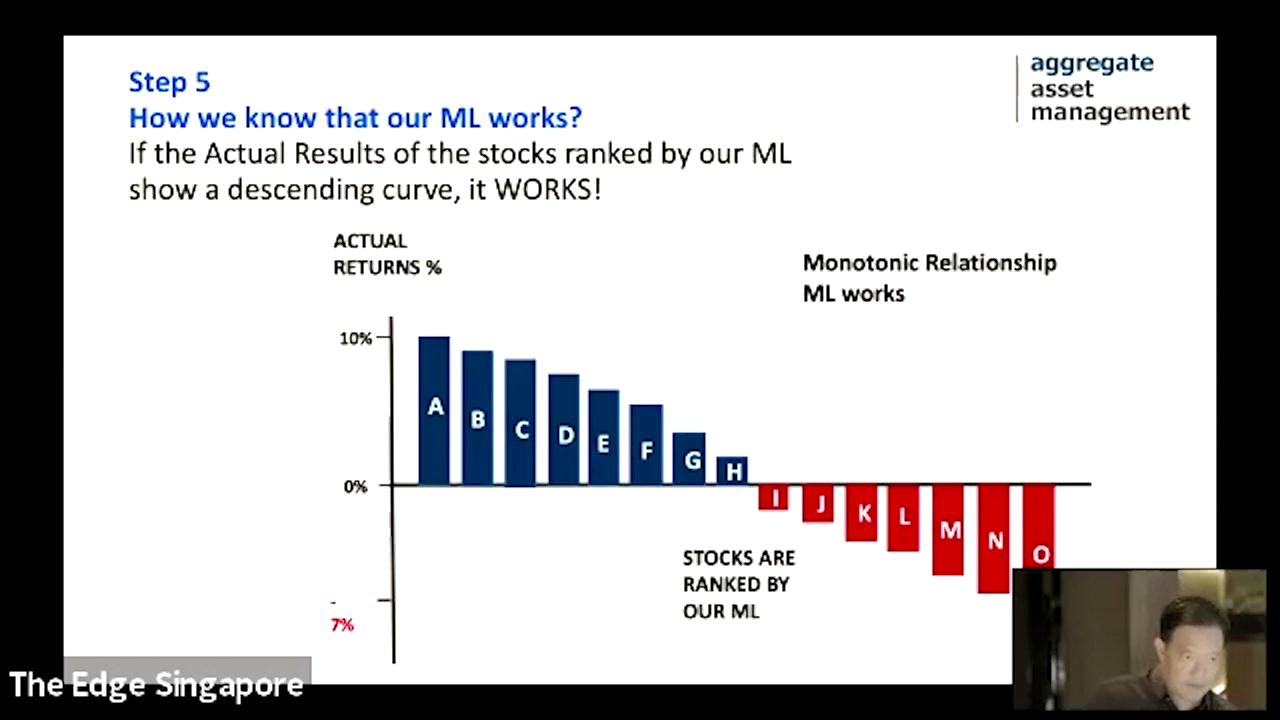 Step 5
How we know that our ML works?
If the Actual Results of the stocks ranked by our ML
show a descending curve, it WORKS!
aggregate
asset
management
ACTUAL
RETURNS %
Monotonic Relationship
ML works
10%
A
B
C
D
E
F
G
H
0%
I
J
K
L
M
N
O
STOCKS ARE
RANKED BY
OUR ML
-
7%
The Edge Singapore